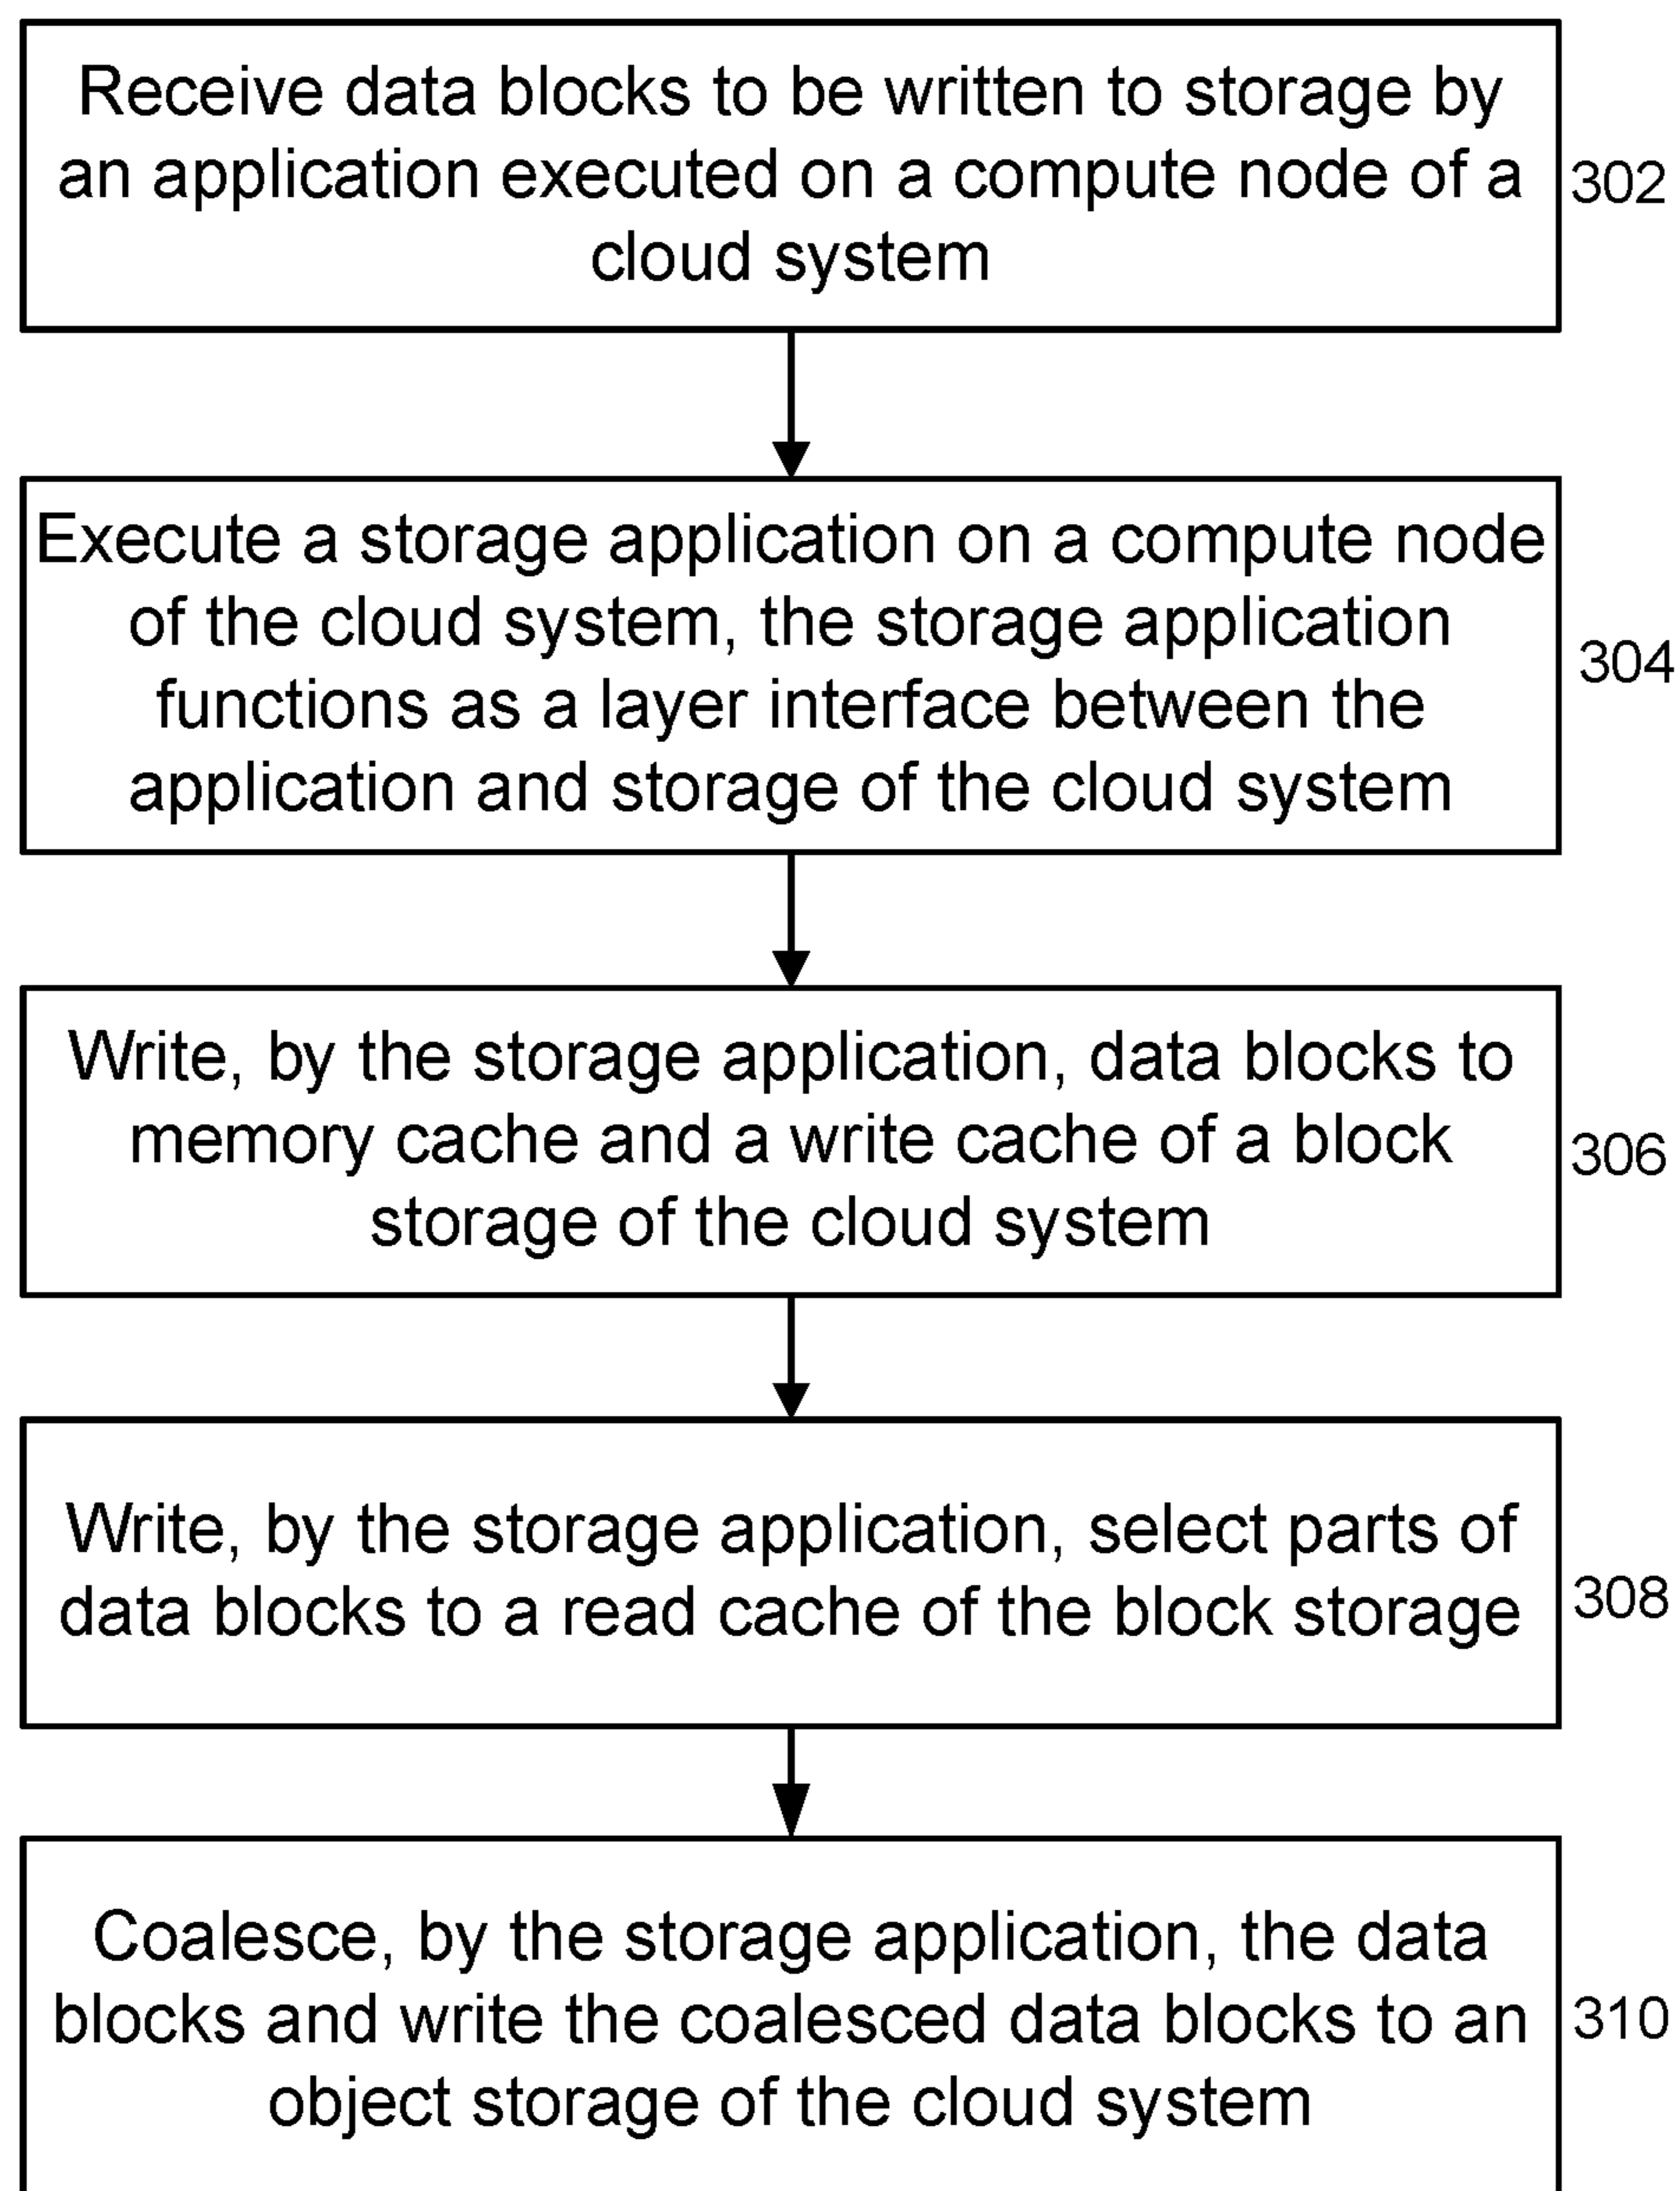 Receive data blocks to be written to storage by
an application executed on a compute node of a
cloud system
302
Execute a storage application on a compute node
of the cloud system, the storage application
functions as a layer interface between the
application and storage of the cloud system
304
Write, by the storage application, data blocks to
memory cache and a write cache of a block
storage of the cloud system
306
Write, by the storage application, select parts of
data blocks to a read cache of the block storage
308
Coalesce, by the storage application, the data
blocks and write the coalesced data blocks to an
object storage of the cloud system
310